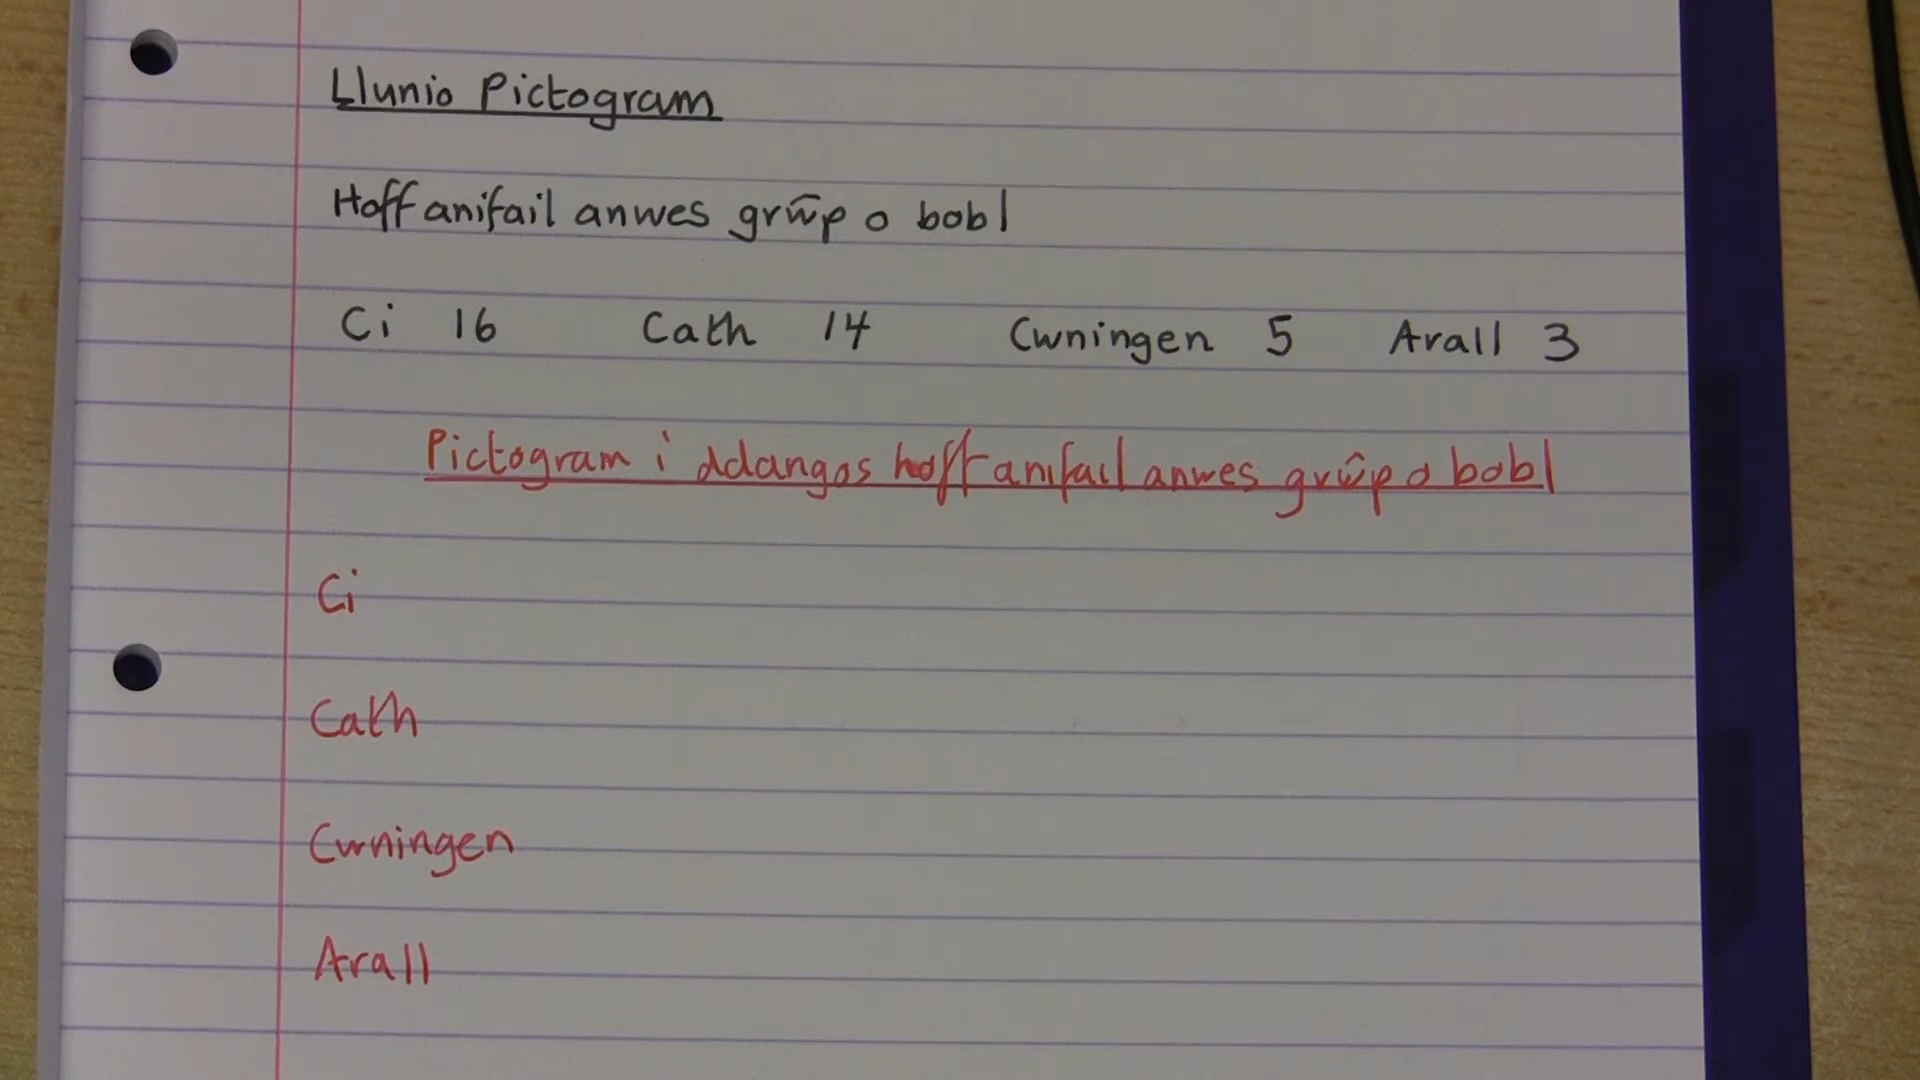 Llunio Pictogram
Hoff anifail anwes grŵp o bobl
Ci 16 Cath 14 Cwningen 5 Arall 3
Pictogram i ddangos hoff anifail anwes grŵp o bobl
Ci
Cath
Cwningen
Arall